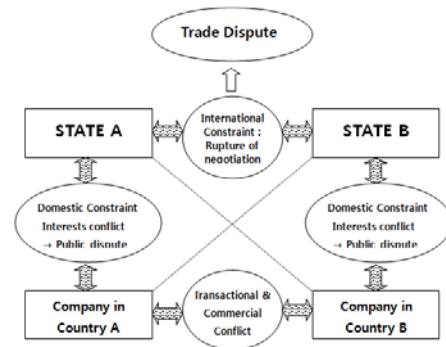 Trade Dispute
International
Constraint :
Rupture of
negotiation
STATE A
STATE B
Domestic Constraint
Interests conflict
→ Public dispute
Domestic Constraint
Interests conflict
→ Public dispute
Company in
Country A
Transactional &
Commercial
Conflict
Company in
Country B